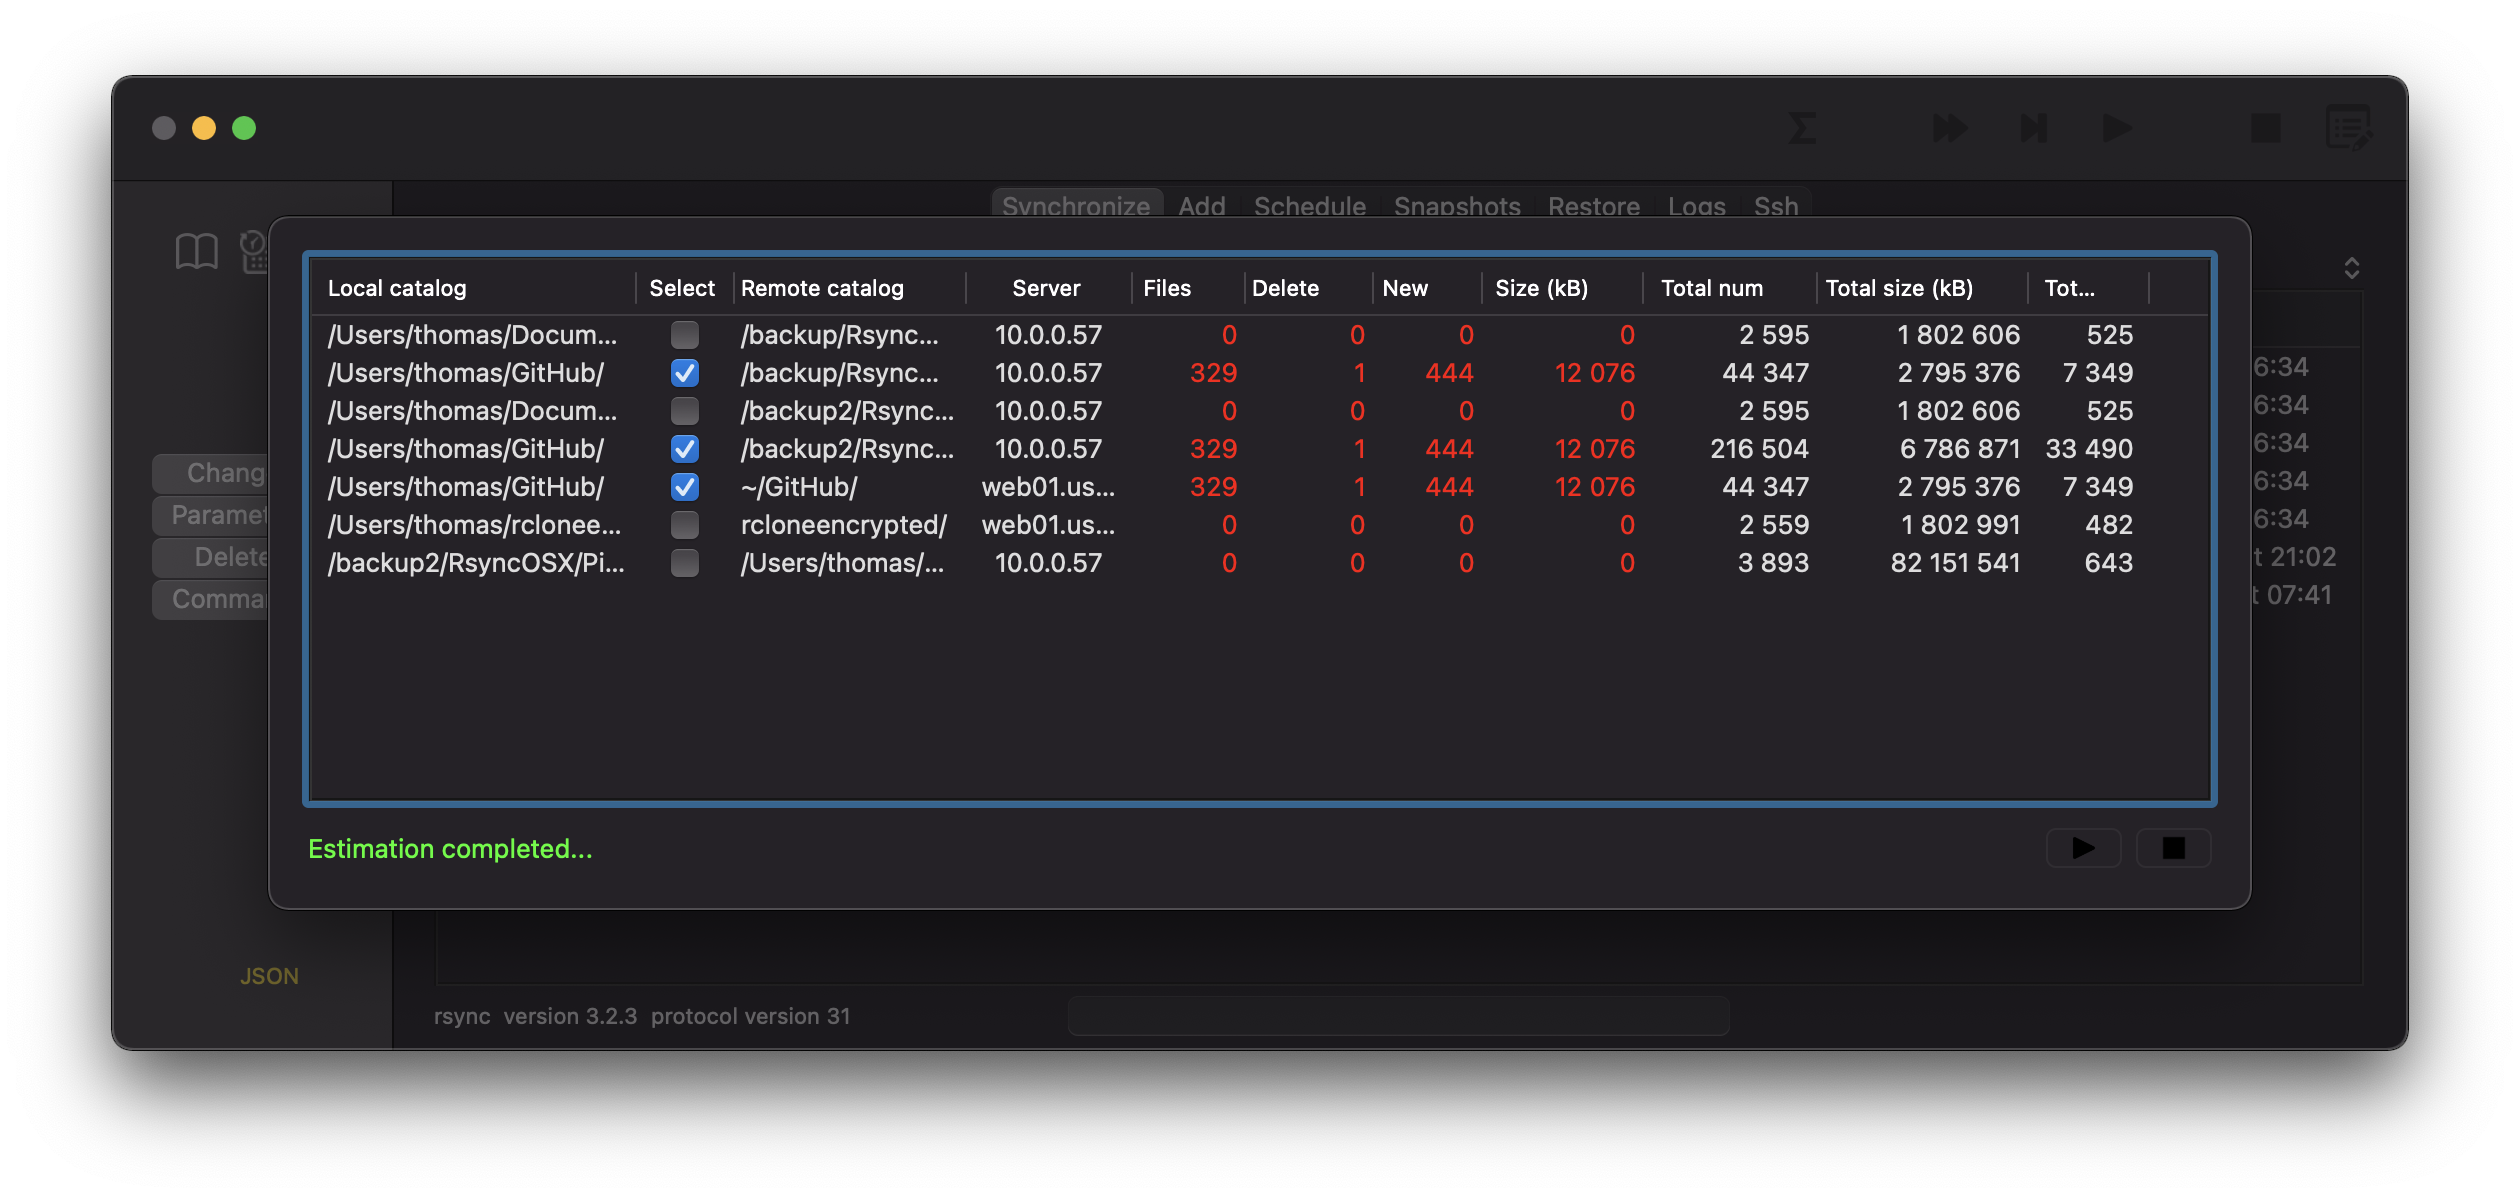 Synchronize Add Schedule Snapshots Restore Logs Ssh
Local catalog Select Remote catalog Server Files Delete New Size (kB) Total num Total size (kB) Tot...
/Users/thomas/Docum... /backup/Rsync... 10.0.0.57 0 0 0 0 2 595 1 802 606 525
/Users/thomas/GitHub/ /backup/Rsync... 10.0.0.57 329 1 444 12 076 44 347 2 795 376 7 349
6:34
/Users/thomas/Docum... /backup2/Rsync... 10.0.0.57 0 0 0 0 2 595 1 802 606 525
6:34
/Users/thomas/GitHub/ /backup2/Rsync... 10.0.0.57 329 1 444 12 076 216 504 6 786 871 33 490
6:34
Chang
/Users/thomas/GitHub/ ~/GitHub/ web01.us... 329 1 444 12 076 44 347 2 795 376 7 349
6:34
Paramet
/Users/thomas/rclonee... rcloneencrypted/ web01.us... 0 0 0 0 2 559 1 802 991 482
6:34
Delete
/backup2/RsyncOSX/Pi... /Users/thomas/... 10.0.0.57 0 0 0 0 3 893 82 151 541 643
t 21:02
Comma
t 07:41
Estimation completed...
JSON
rsync version 3.2.3 protocol version 31